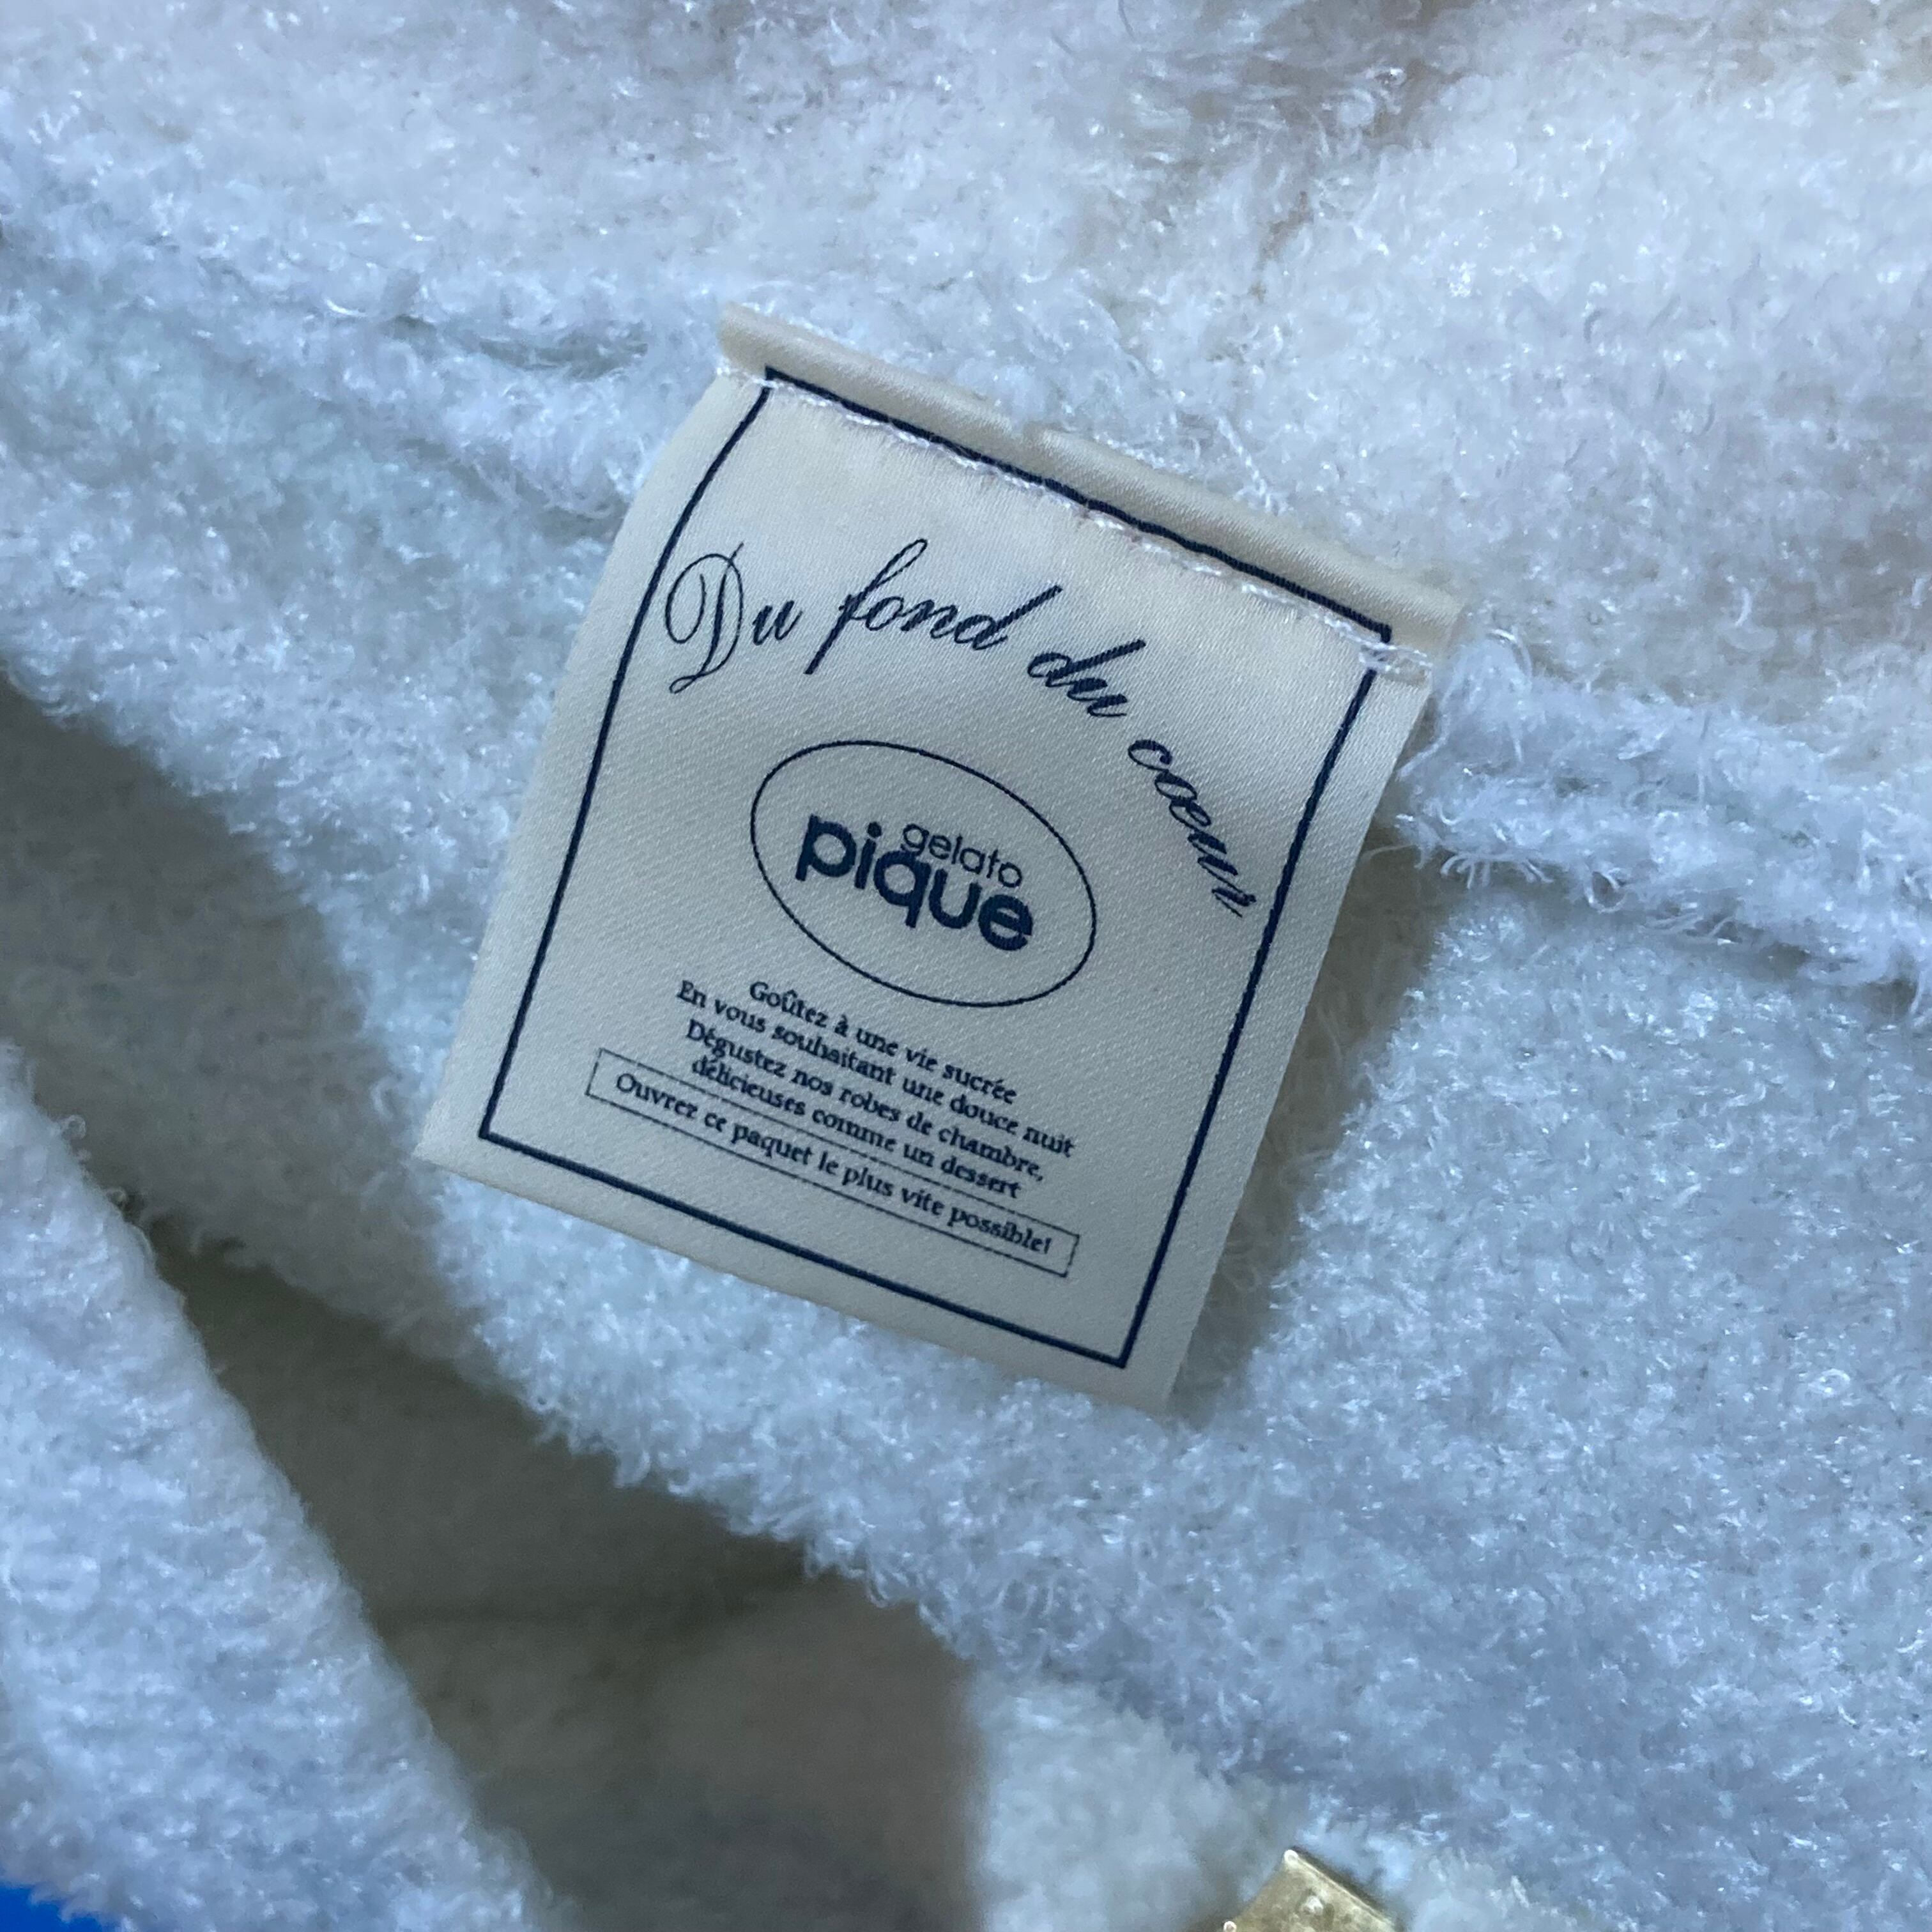 Du fond du cœur
gelato
pique
Goûtez à une vie sucrée
En vous souhaitant une douce nuit
Dégustez nos robes de chambre,
délicieuses comme un dessert
Ouvrez ce paquet le plus vite possible!